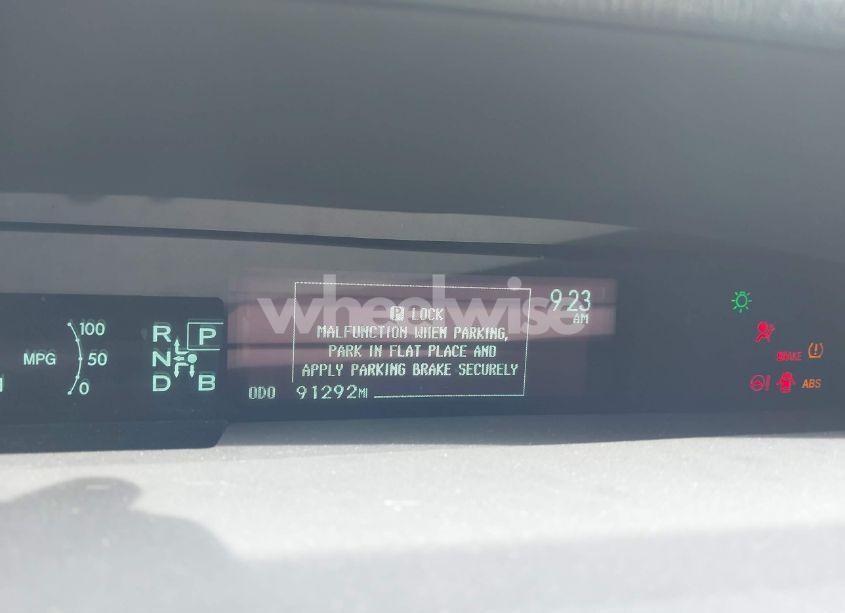 wheelwise
P LOCK
MALFUNCTION WHEN PARKING,
PARK IN FLAT PLACE AND
APPLY PARKING BRAKE SECURELY
9:23
AM
ODO 91292MI
MPG
100
50
0
R P
N
D B
BRAKE
ABS